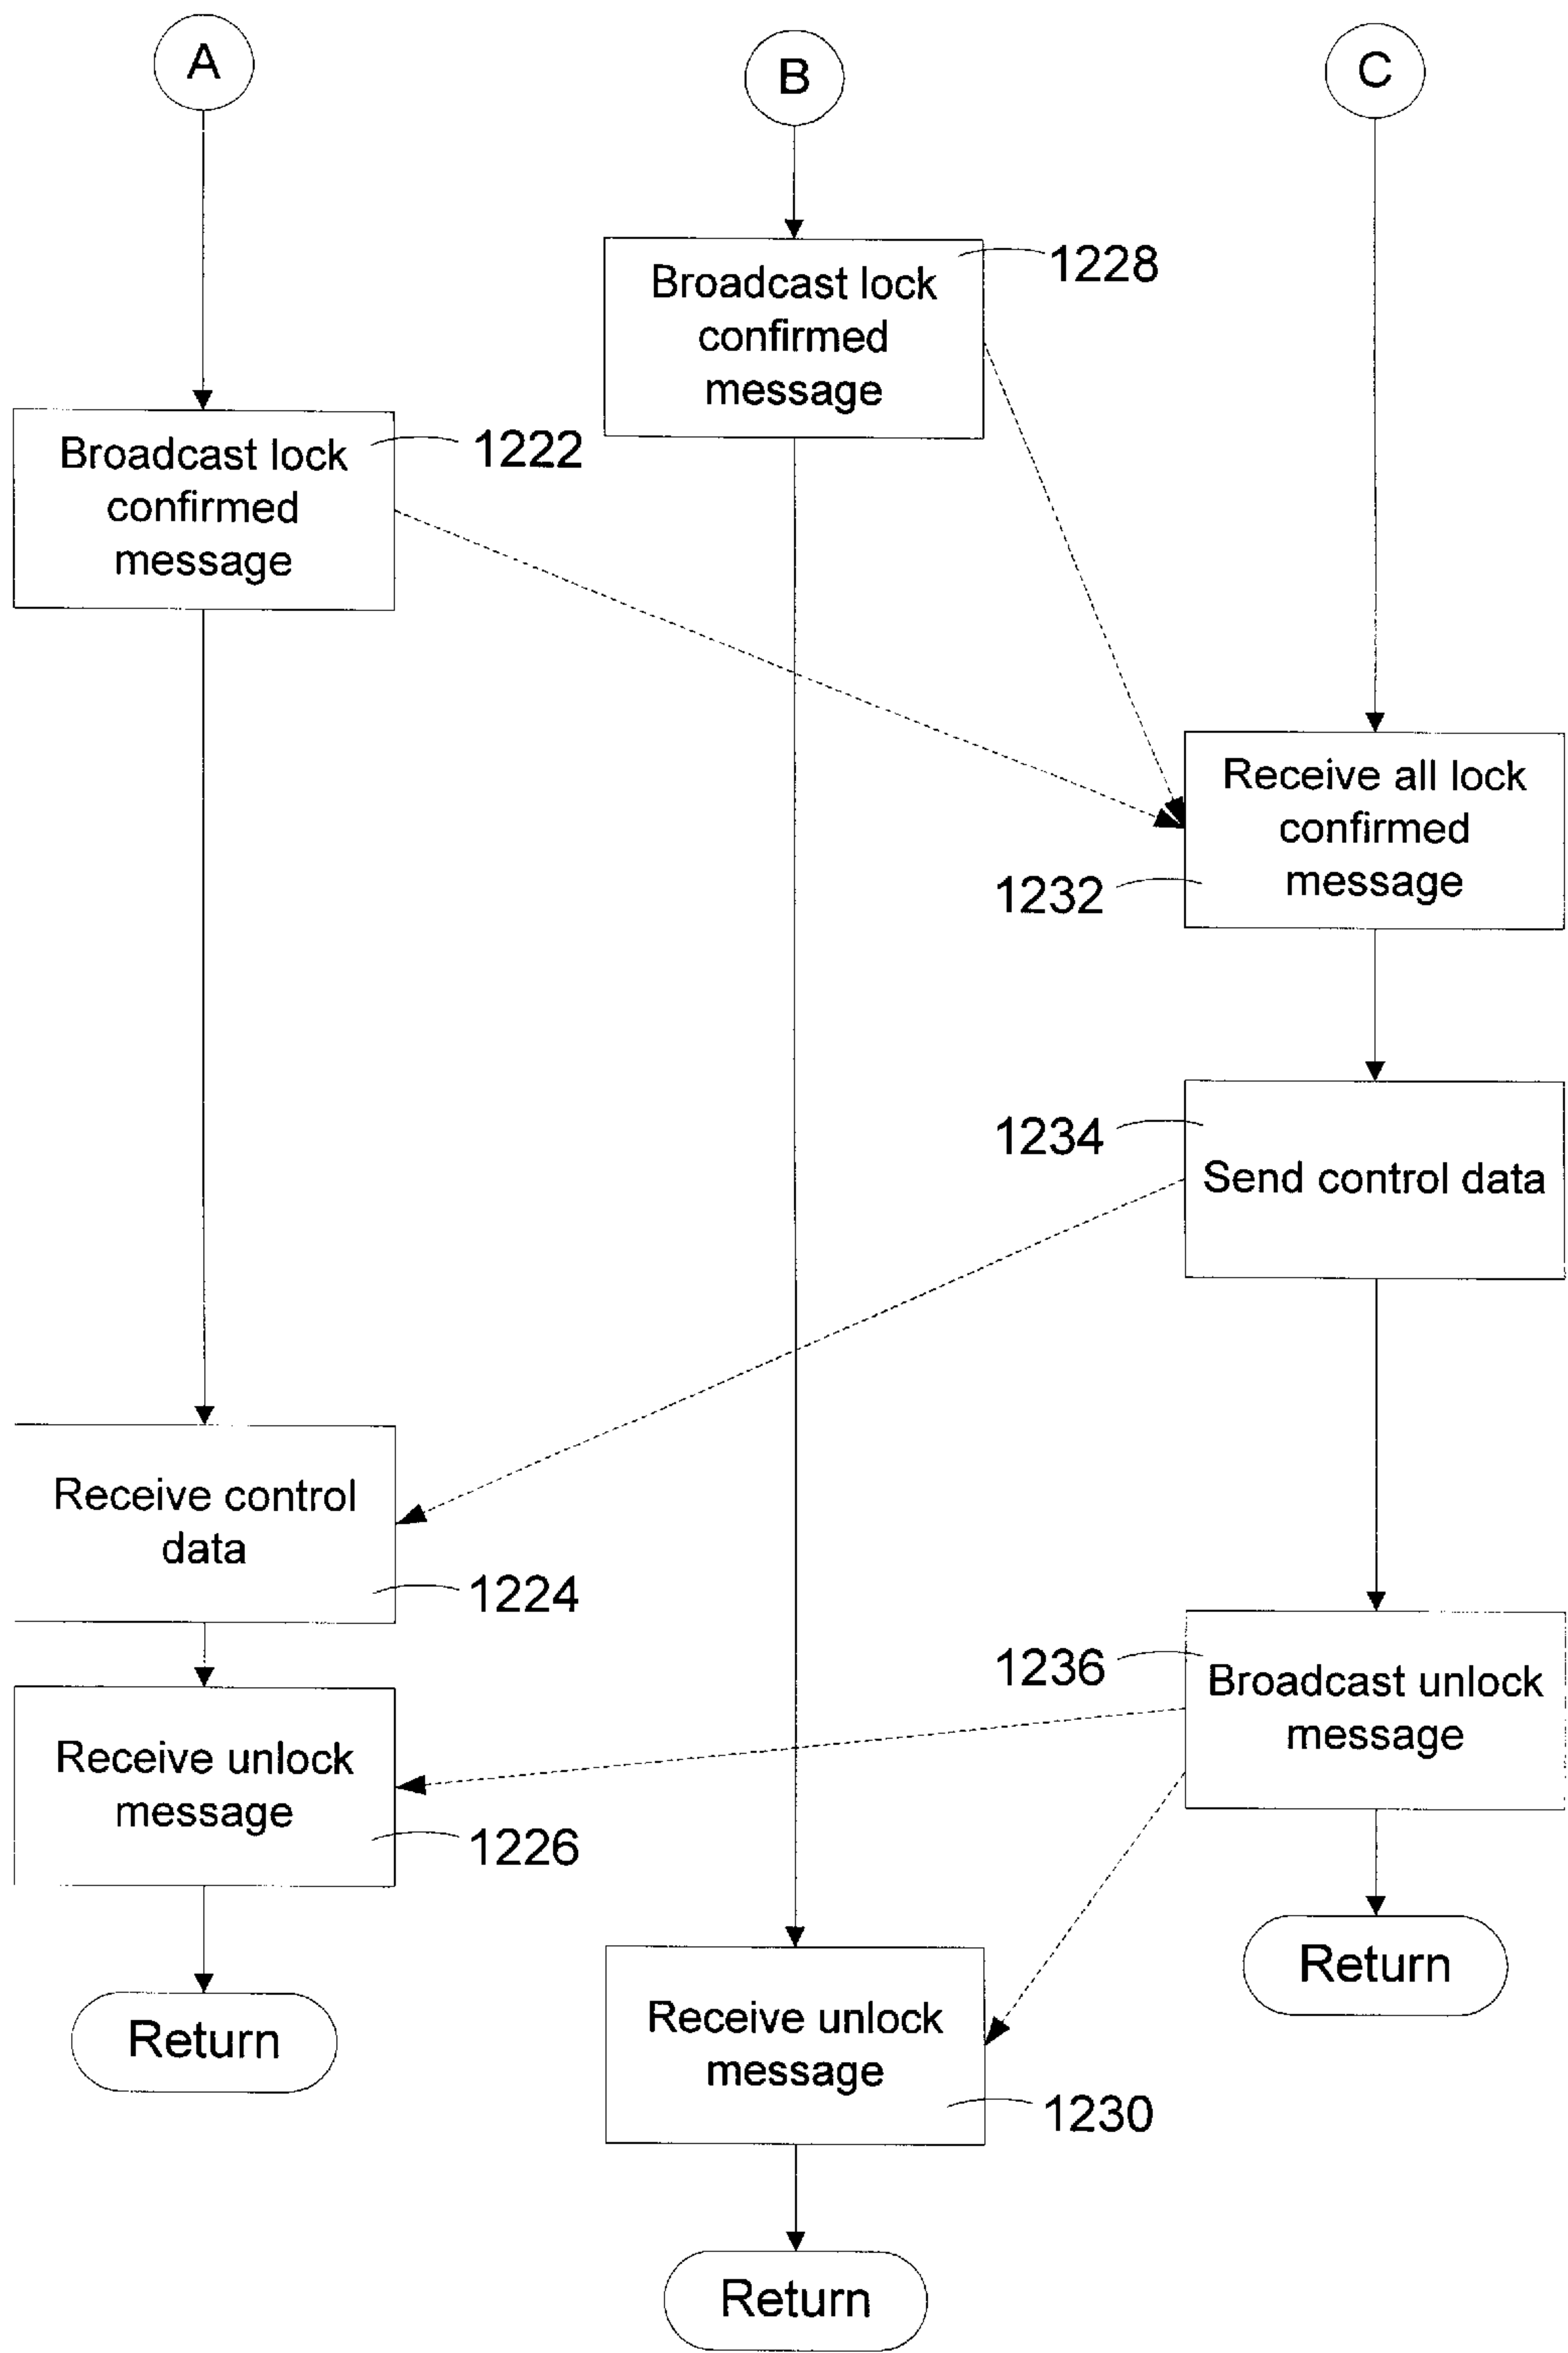 A
B
C
Broadcast lock
confirmed
message
1228
Broadcast lock
confirmed
message
1222
Receive all lock
confirmed
message
1232
1234
Send control data
Receive control
data
1224
1236
Broadcast unlock
message
Receive unlock
message
1226
Return
Return
Receive unlock
message
1230
Return